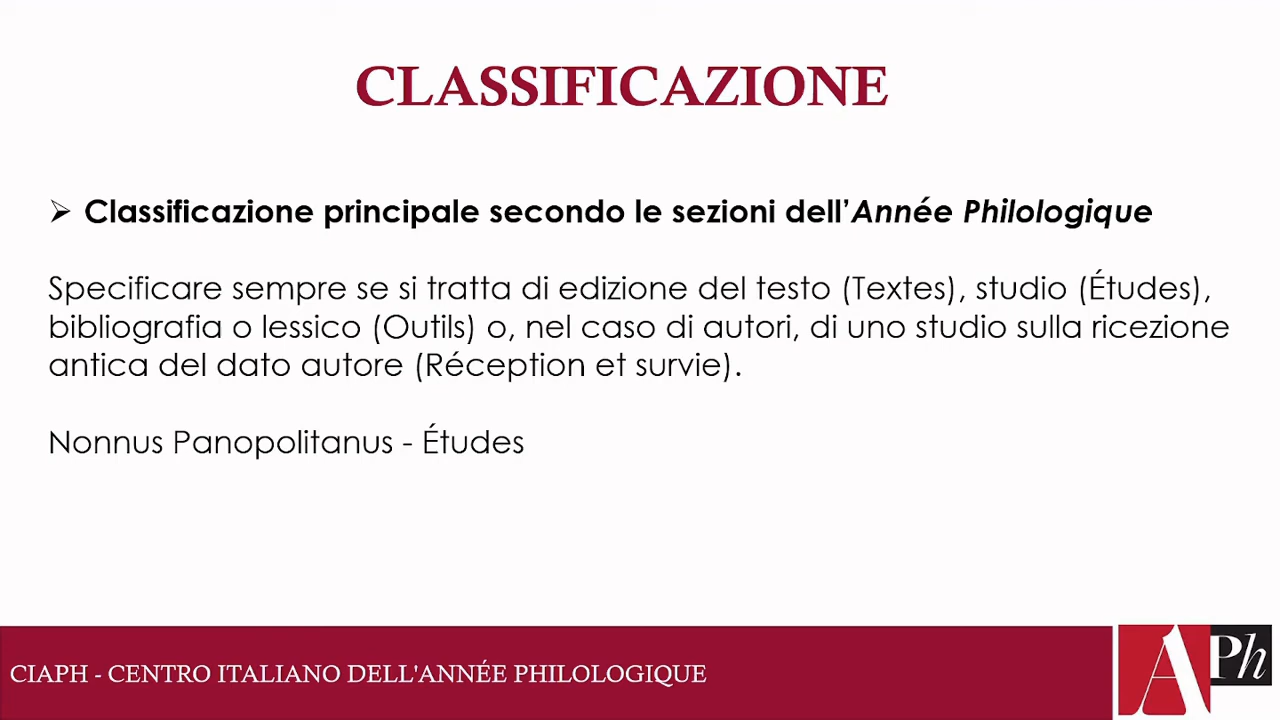 CLASSIFICAZIONE
➢ Classificazione principale secondo le sezioni dell’Année Philologique
Specificare sempre se si tratta di edizione del testo (Textes), studio (Études),
bibliografia o lessico (Outils) o, nel caso di autori, di uno studio sulla ricezione
antica del dato autore (Réception et survie).
Nonnus Panopolitanus - Études
CIAPH - CENTRO ITALIANO DELL'ANNÉE PHILOLOGIQUE
APh